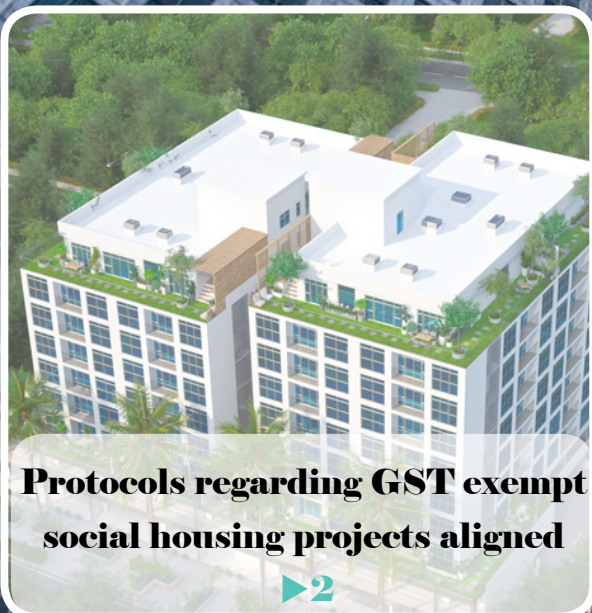 Protocols regarding GST exempt
social housing projects aligned
▶2